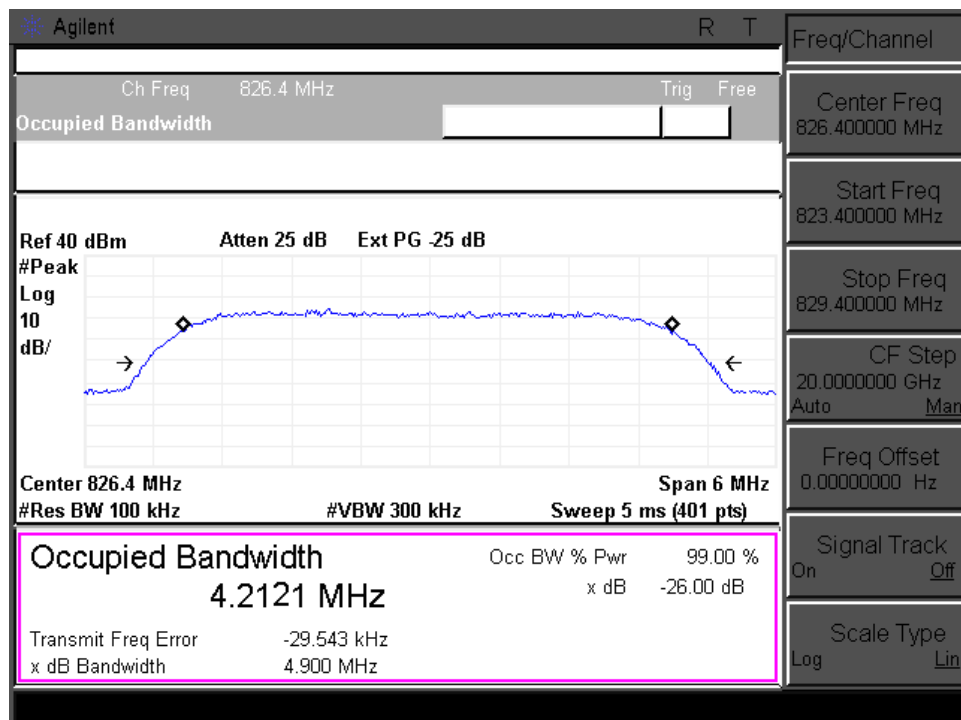 Agilent R T
Ch Freq 826.4 MHz Trig Free
Occupied Bandwidth
Ref 40 dBm Atten 25 dB Ext PG -25 dB
#Peak
Log
10
dB/
Center 826.4 MHz Span 6 MHz
#Res BW 100 kHz #VBW 300 kHz Sweep 5 ms (401 pts)
Occupied Bandwidth Occ BW % Pwr 99.00 %
4.2121 MHz x dB -26.00 dB
Transmit Freq Error -29.543 kHz
x dB Bandwidth 4.900 MHz
Freq/Channel
Center Freq
826.400000 MHz
Start Freq
823.400000 MHz
Stop Freq
829.400000 MHz
CF Step
20.0000000 GHz
Auto Man
Freq Offset
0.00000000 Hz
Signal Track
On Off
Scale Type
Log Lin